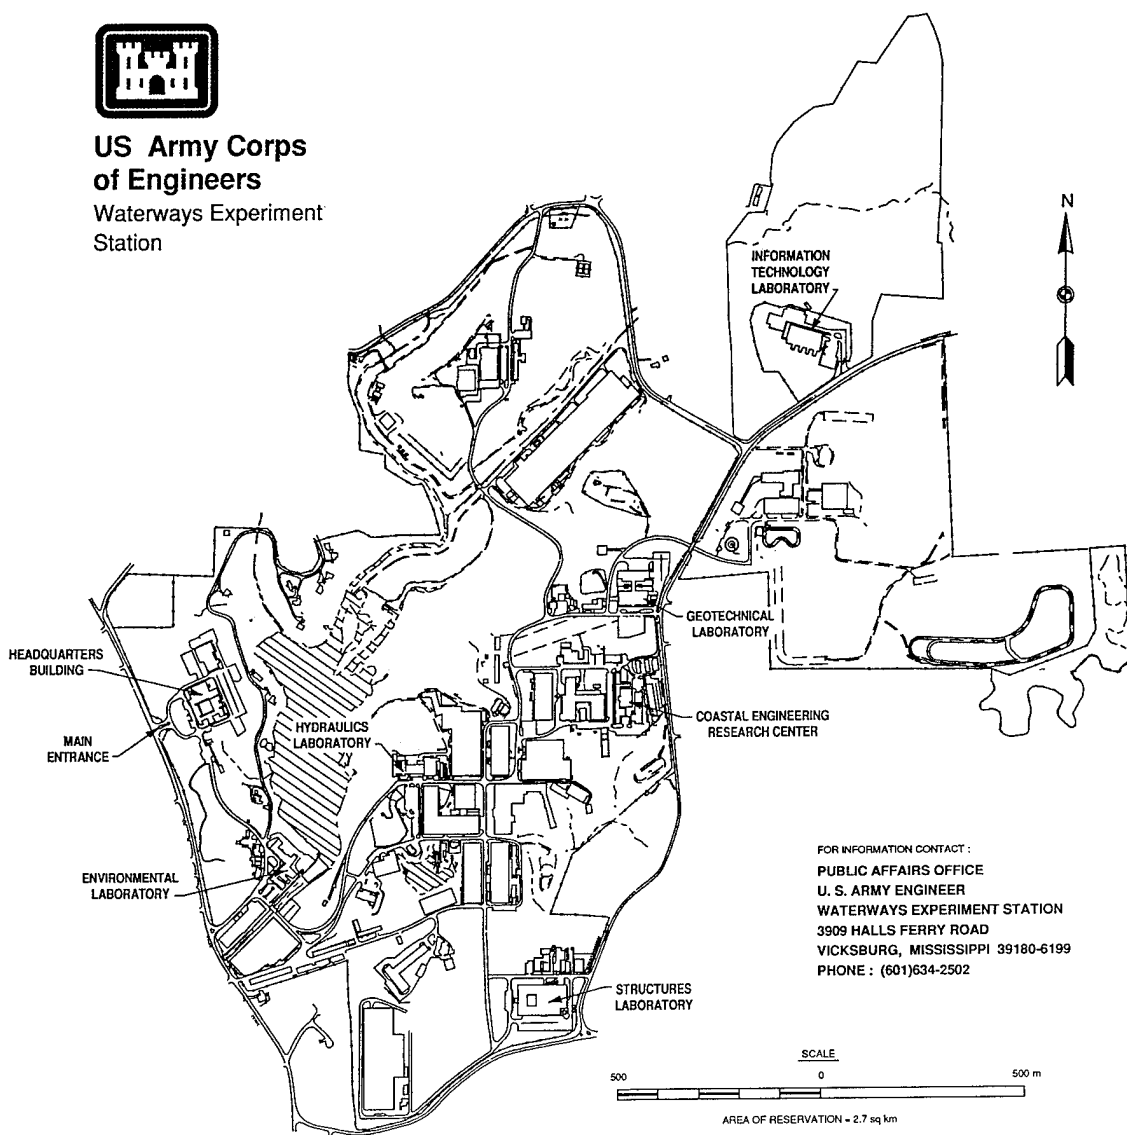 US Army Corps
of Engineers
Waterways Experiment
Station
N
INFORMATION
TECHNOLOGY
LABORATORY
GEOTECHNICAL
LABORATORY
HEADQUARTERS
BUILDING
MAIN
ENTRANCE
HYDRAULICS
LABORATORY
COASTAL ENGINEERING
RESEARCH CENTER
ENVIRONMENTAL
LABORATORY
STRUCTURES
LABORATORY
FOR INFORMATION CONTACT :
PUBLIC AFFAIRS OFFICE
U. S. ARMY ENGINEER
WATERWAYS EXPERIMENT STATION
3909 HALLS FERRY ROAD
VICKSBURG, MISSISSIPPI 39180-6199
PHONE : (601)634-2502
SCALE
500 0 500 m
AREA OF RESERVATION = 2.7 sq km